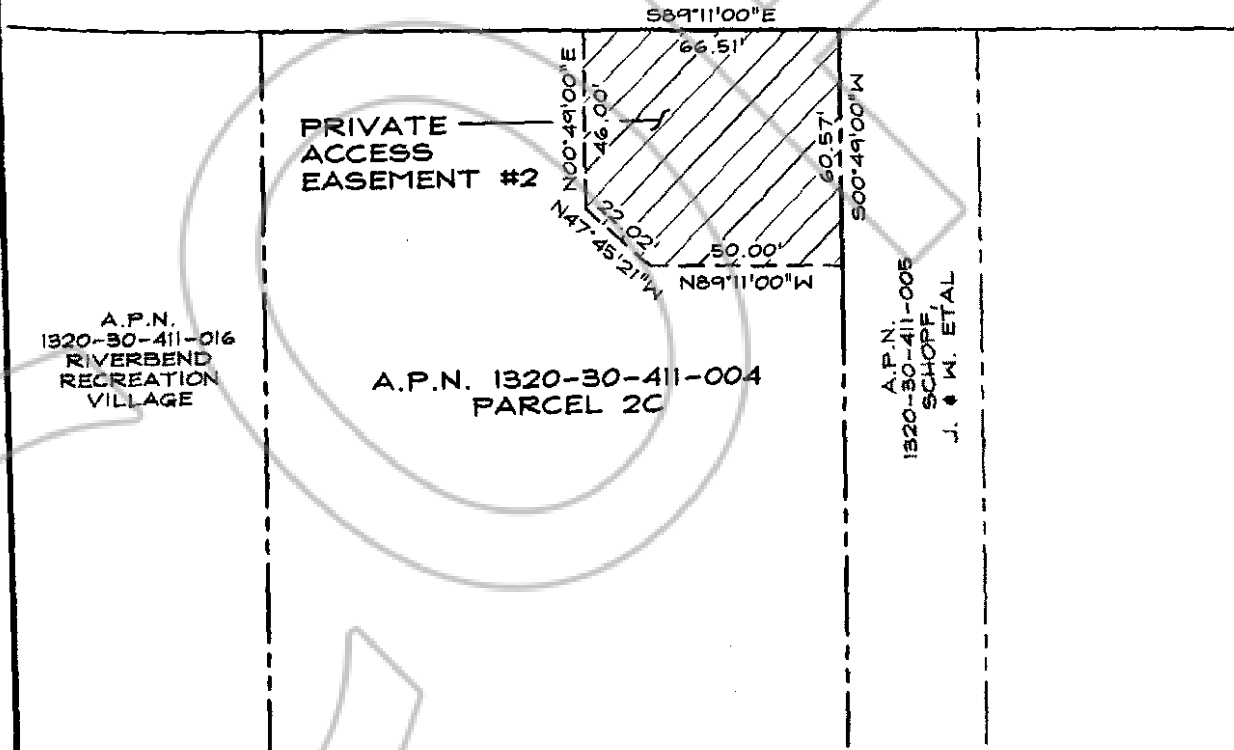 S89°11'00"E
66.51'
N00°49'00"E
46.00'
PRIVATE
ACCESS
EASEMENT #2
60.57'
S00°49'00"W
22.02'
N47°45'21"W
50.00'
N89°11'00"W
A.P.N.
1320-30-411-016
RIVERBEND
RECREATION
VILLAGE
A.P.N. 1320-30-411-004
PARCEL 2C
A.P.N.
1320-30-411-005
SCHOPF,
J. & W. ETAL